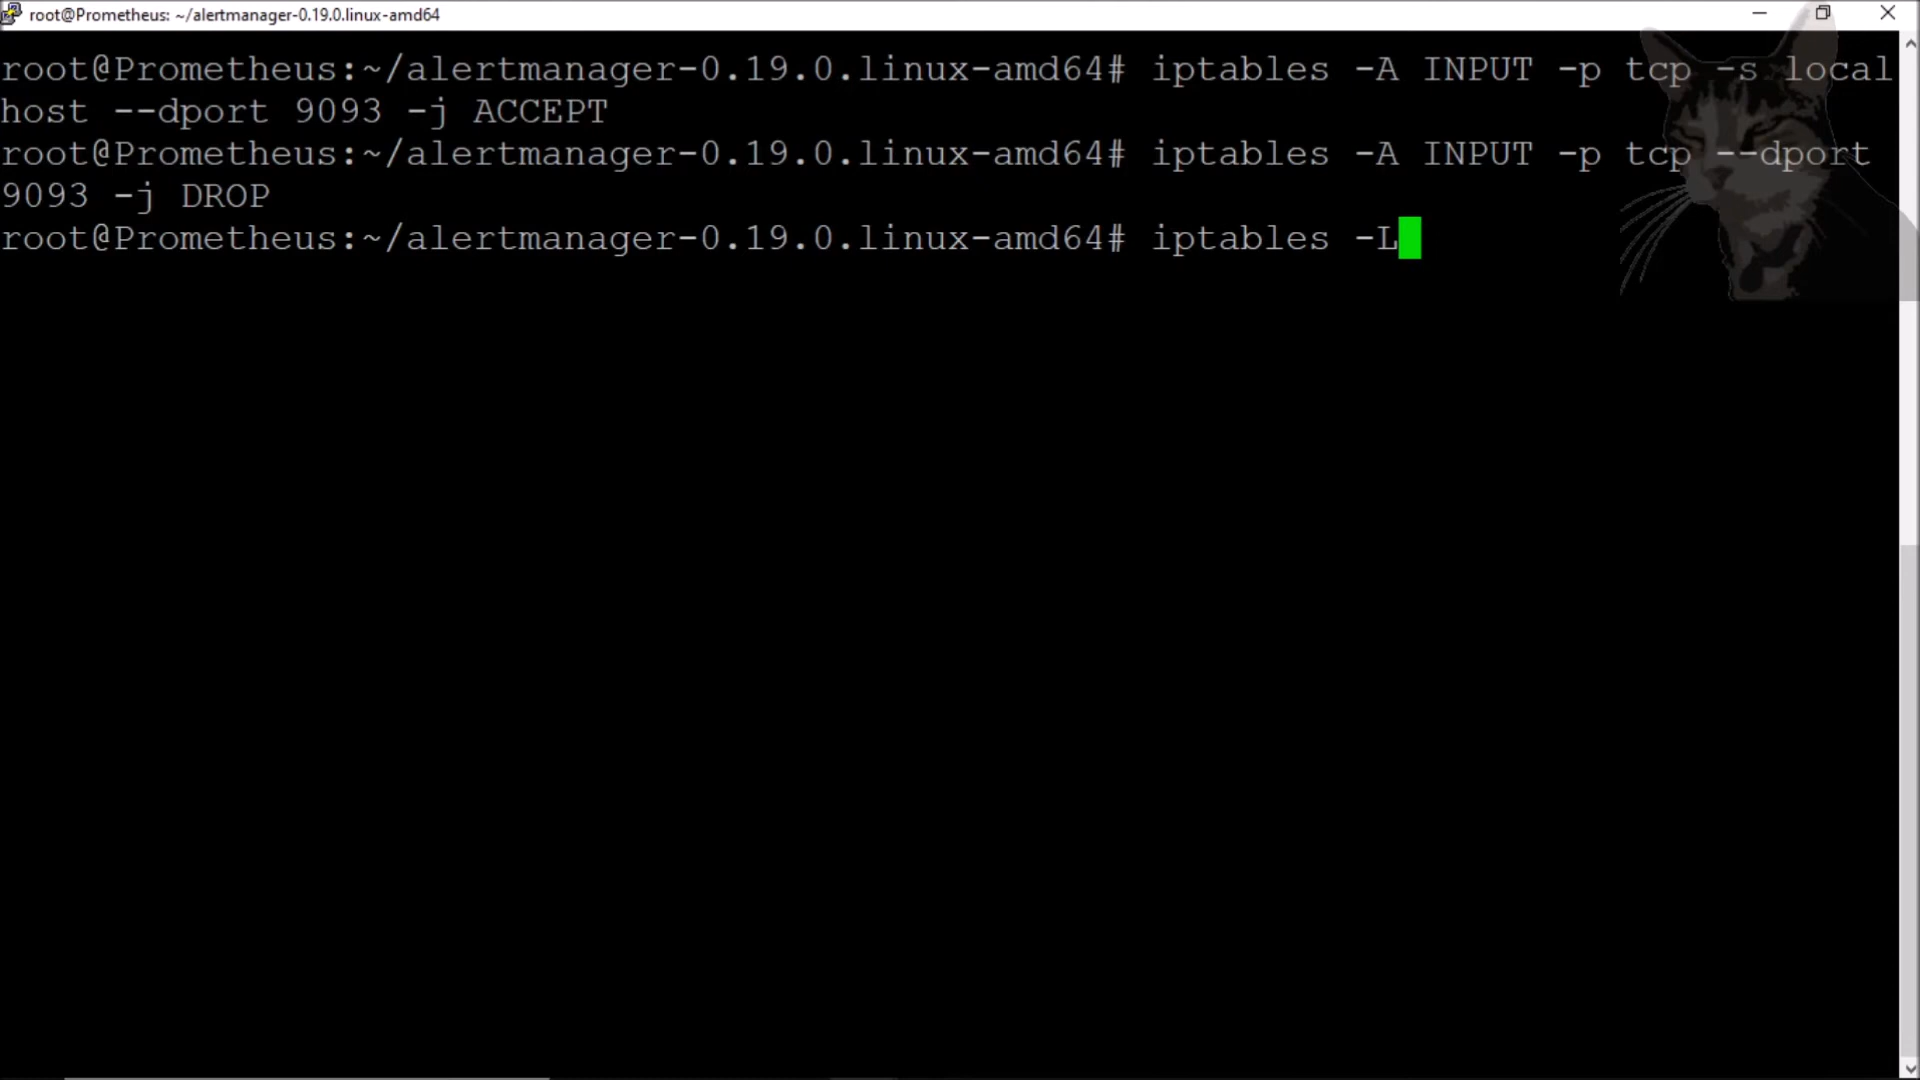 root@Prometheus: ~/alertmanager-0.19.0.linux-amd64
root@Prometheus:~/alertmanager-0.19.0.linux-amd64# iptables -A INPUT -p tcp -s local
host --dport 9093 -j ACCEPT
root@Prometheus:~/alertmanager-0.19.0.linux-amd64# iptables -A INPUT -p tcp --dport
9093 -j DROP
root@Prometheus:~/alertmanager-0.19.0.linux-amd64# iptables -L